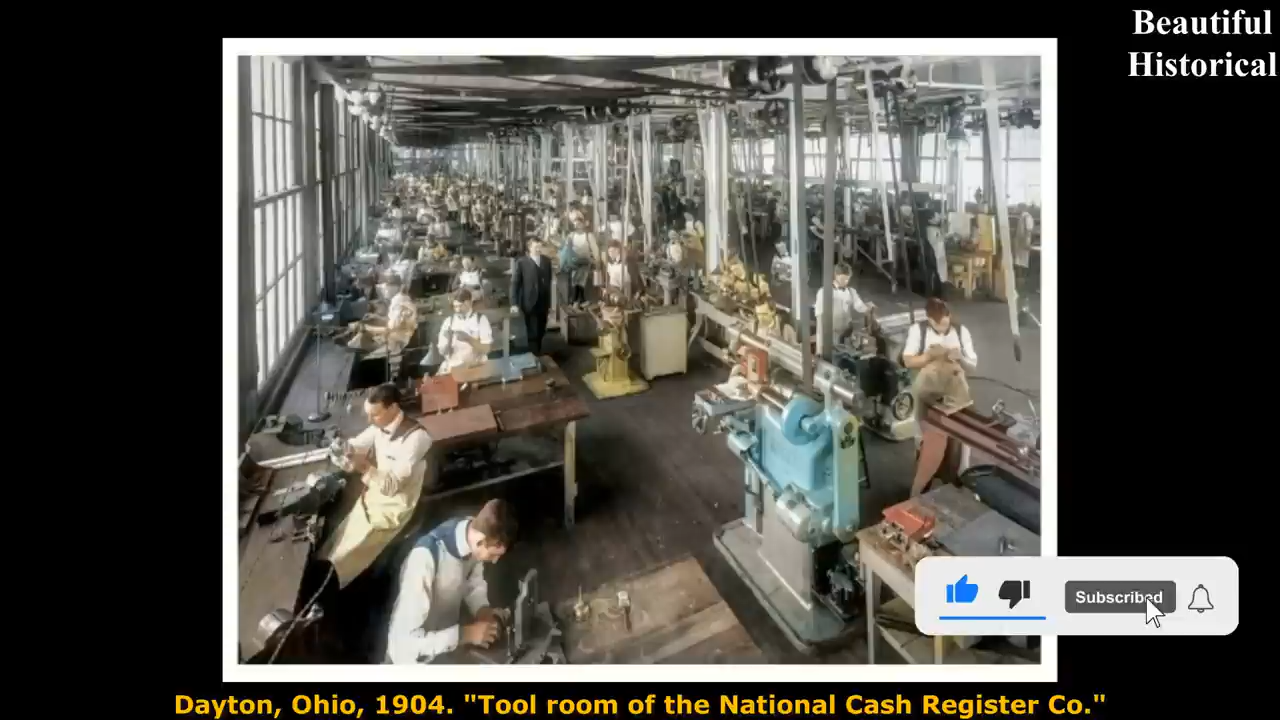 Beautiful
Historical
Subscribed
Dayton, Ohio, 1904. "Tool room of the National Cash Register Co."